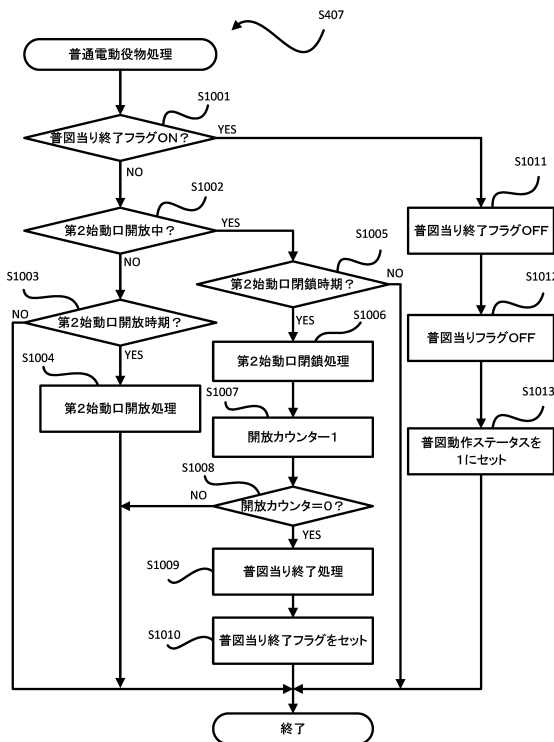 S407
普通電動役物処理
S1001
普図当り終了フラグON?
YES
NO
S1002
第2始動口開放中?
YES
NO
S1003
第2始動口開放時期?
NO
YES
S1004
第2始動口開放処理
S1005
第2始動口閉鎖時期?
NO
YES
S1006
第2始動口閉鎖処理
S1007
開放カウンター1
S1008
開放カウンタ=0?
NO
YES
S1009
普図当り終了処理
S1010
普図当り終了フラグをセット
S1011
普図当り終了フラグOFF
S1012
普図当りフラグOFF
S1013
普図動作ステータスを
1にセット
終了